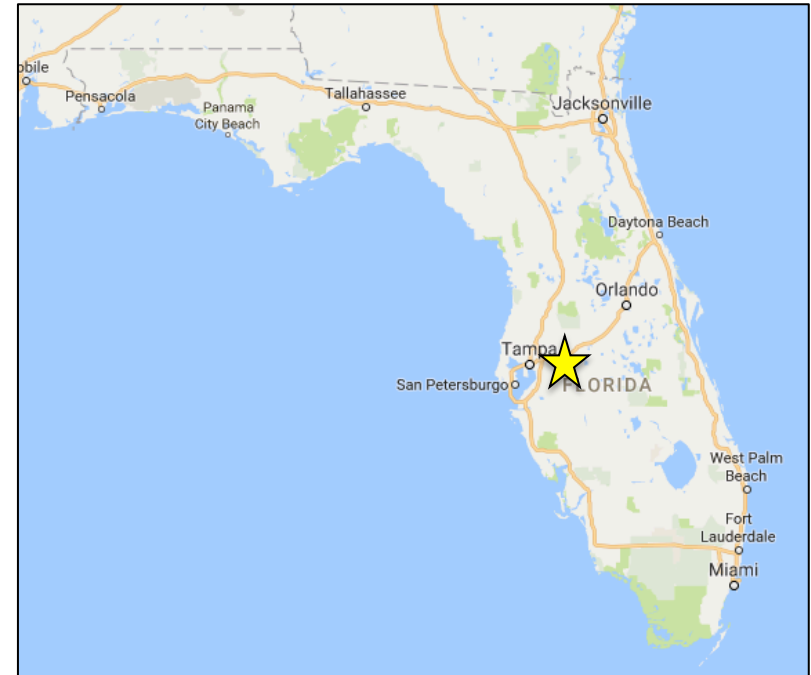 obile
Pensacola
Panama
City Beach
Tallahassee
Jacksonville
Daytona Beach
Orlando
Tampa
San Petersburgo
FLORIDA
West Palm
Beach
Fort
Lauderdale
Miami